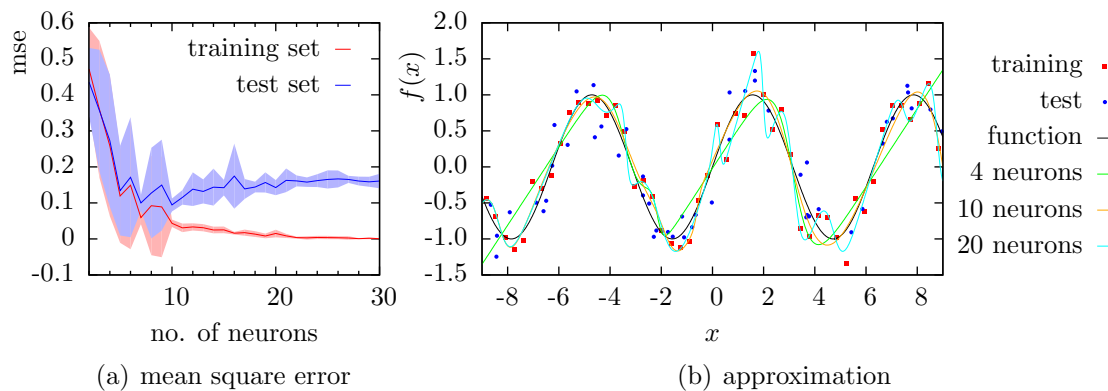 mse
0.6
0.5
0.4
0.3
0.2
0.1
0
-0.1
training set
test set
10
20
30
no. of neurons
(a) mean square error
f(x)
2.0
1.5
1.0
0.5
0.0
-0.5
-1.0
-1.5
-8
-6
-4
-2
0
2
4
6
8
x
training
test
function
4 neurons
10 neurons
20 neurons
(b) approximation